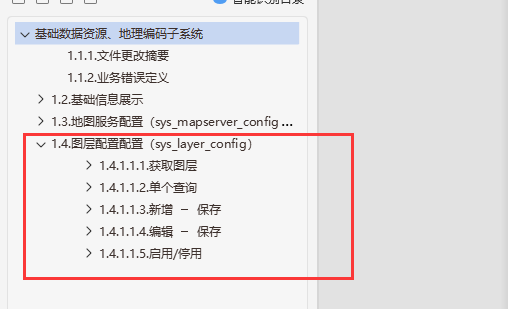 智能识别目录
基础数据资源、地理编码子系统
1.1.1.文件更改摘要
1.1.2.业务错误定义
1.2.基础信息展示
1.3.地图服务配置（sys_mapserver_config ...
1.4.图层配置配置（sys_layer_config）
1.4.1.1.1.获取图层
1.4.1.1.2.单个查询
1.4.1.1.3.新增 － 保存
1.4.1.1.4.编辑 － 保存
1.4.1.1.5.启用/停用